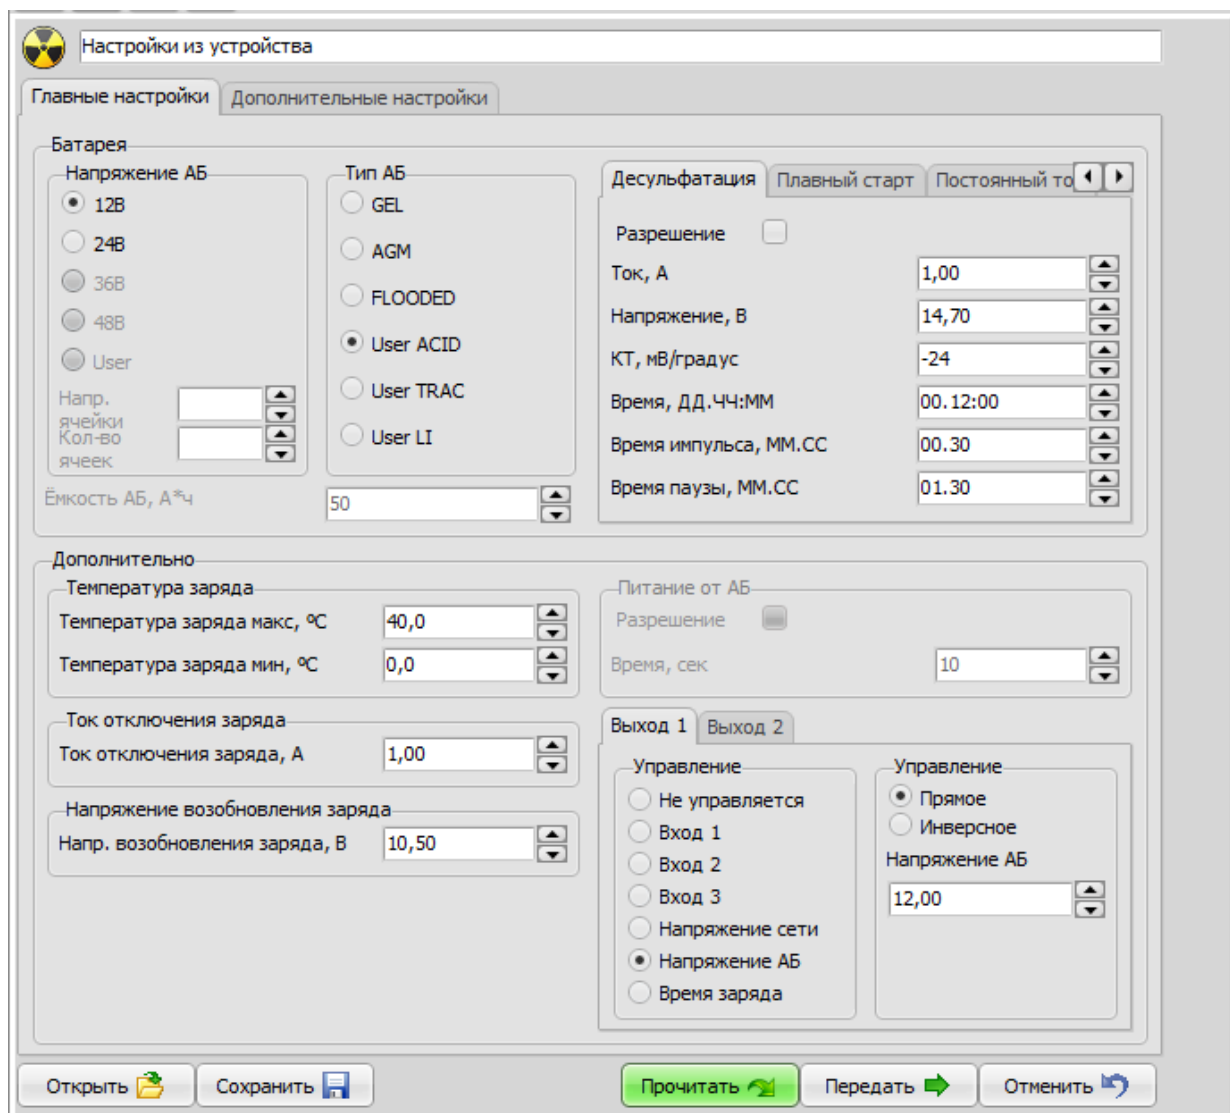 Настройки из устройства
Главные настройки
Дополнительные настройки
Батарея
Напряжение АБ
12В
24В
36В
48В
User
Напр. ячейки
Кол-во ячеек
Тип АБ
GEL
AGM
FLOODED
User ACID
User TRAC
User LI
Ёмкость АБ, А*ч
50
Десульфатация
Плавный старт
Постоянный то
Разрешение
Ток, А
1,00
Напряжение, В
14,70
КТ, мВ/градус
-24
Время, ДД.ЧЧ:ММ
00.12:00
Время импульса, ММ.СС
00.30
Время паузы, ММ.СС
01.30
Дополнительно
Температура заряда
Температура заряда макс, ºС
40,0
Температура заряда мин, ºС
0,0
Ток отключения заряда
Ток отключения заряда, А
1,00
Напряжение возобновления заряда
Напр. возобновления заряда, В
10,50
Питание от АБ
Разрешение
Время, сек
10
Выход 1
Выход 2
Управление
Не управляется
Вход 1
Вход 2
Вход 3
Напряжение сети
Напряжение АБ
Время заряда
Управление
Прямое
Инверсное
Напряжение АБ
12,00
Открыть
Сохранить
Прочитать
Передать
Отменить